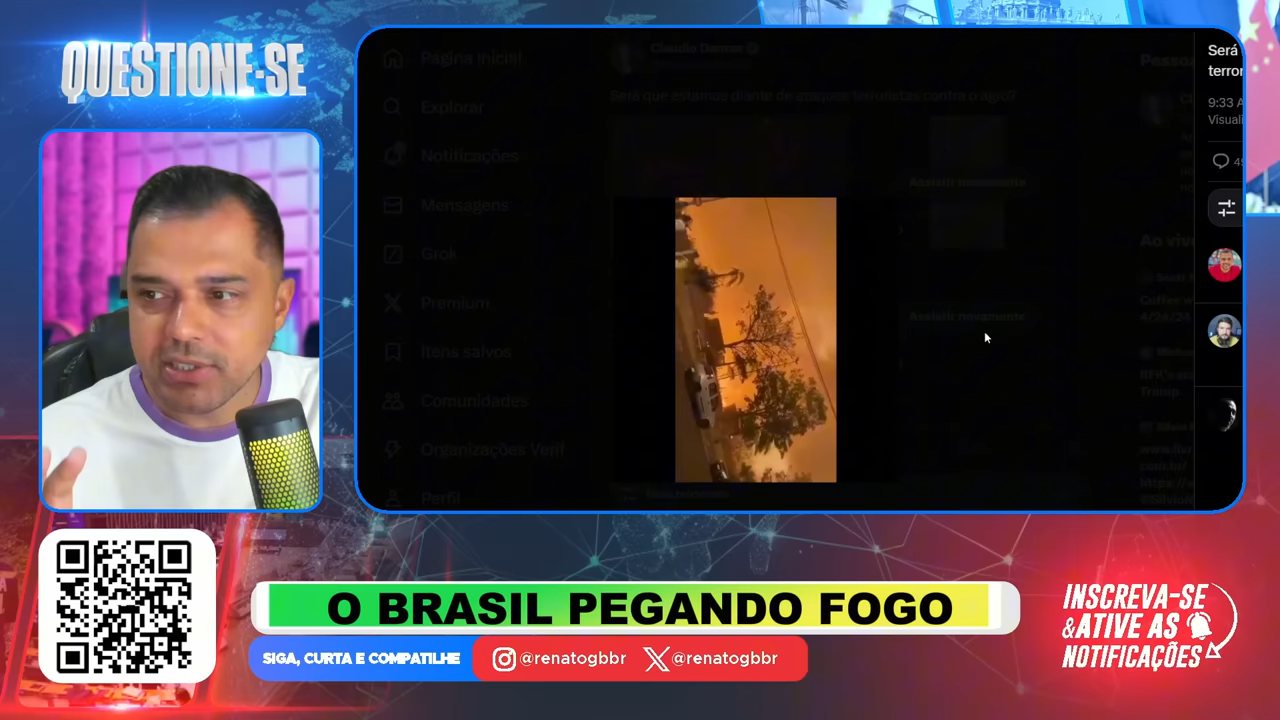 QUESTIONE-SE
Página inicial
Explorar
Notificações
Mensagens
Grok
Premium
Itens salvos
Comunidades
Organizações Verif
Perfil
Claudio
Será que estamos diante de ataques terroristas contra o agro?
Assistir novamente
Assistir novamente
Ao viv
Será
terror
9:33 A
Visuali
O BRASIL PEGANDO FOGO
SIGA, CURTA E COMPATILHE
@renatogbbr
@renatogbbr
INSCREVA-SE
&ATIVE AS
NOTIFICAÇÕES